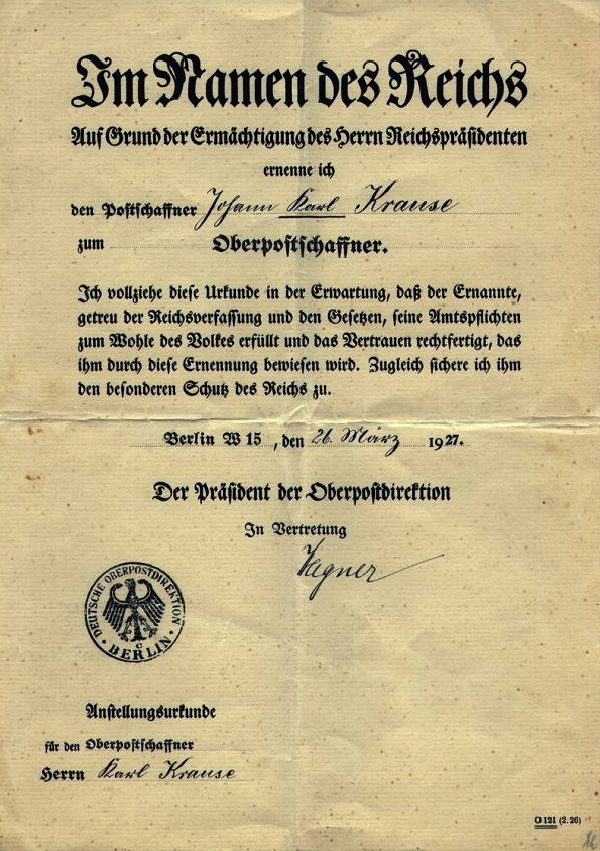 Im Namen des Reichs
Auf Grund der Ermächtigung des Herrn Reichspräsidenten
ernenne ich
den Postschaffner Johann Karl Krause
zum Oberpostschaffner.
Ich vollziehe diese Urkunde in der Erwartung, daß der Ernannte,
getreu der Reichsverfassung und den Gesetzen, seine Amtspflichten
zum Wohle des Volkes erfüllt und das Vertrauen rechtfertigt, das
ihm durch diese Ernennung bewiesen wird. Zugleich sichere ich ihm
den besonderen Schutz des Reichs zu.
Berlin W 15, den 26. März 1927.
Der Präsident der Oberpostdirektion
In Vertretung
DEUTSCHE OBERPOSTDIREKTION
c
BERLIN
Anstellungsurkunde
für den Oberpostschaffner
Herrn Karl Krause
O 121 (2.26)